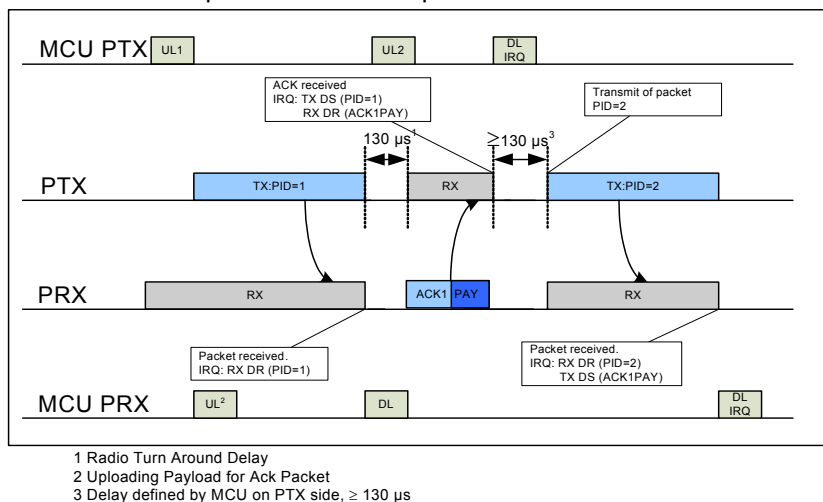 MCU PTX
UL1
UL2
DL
IRQ
ACK received
IRQ: TX DS (PID=1)
RX DR (ACK1PAY)
Transmit of packet
PID=2
130 µs1
≥130 µs3
PTX
TX:PID=1
RX
TX:PID=2
PRX
RX
ACK1 PAY
RX
Packet received.
IRQ: RX DR (PID=1)
Packet received.
IRQ: RX DR (PID=2)
TX DS (ACK1PAY)
MCU PRX
UL2
DL
DL
IRQ
1 Radio Turn Around Delay
2 Uploading Payload for Ack Packet
3 Delay defined by MCU on PTX side, ≥ 130 µs